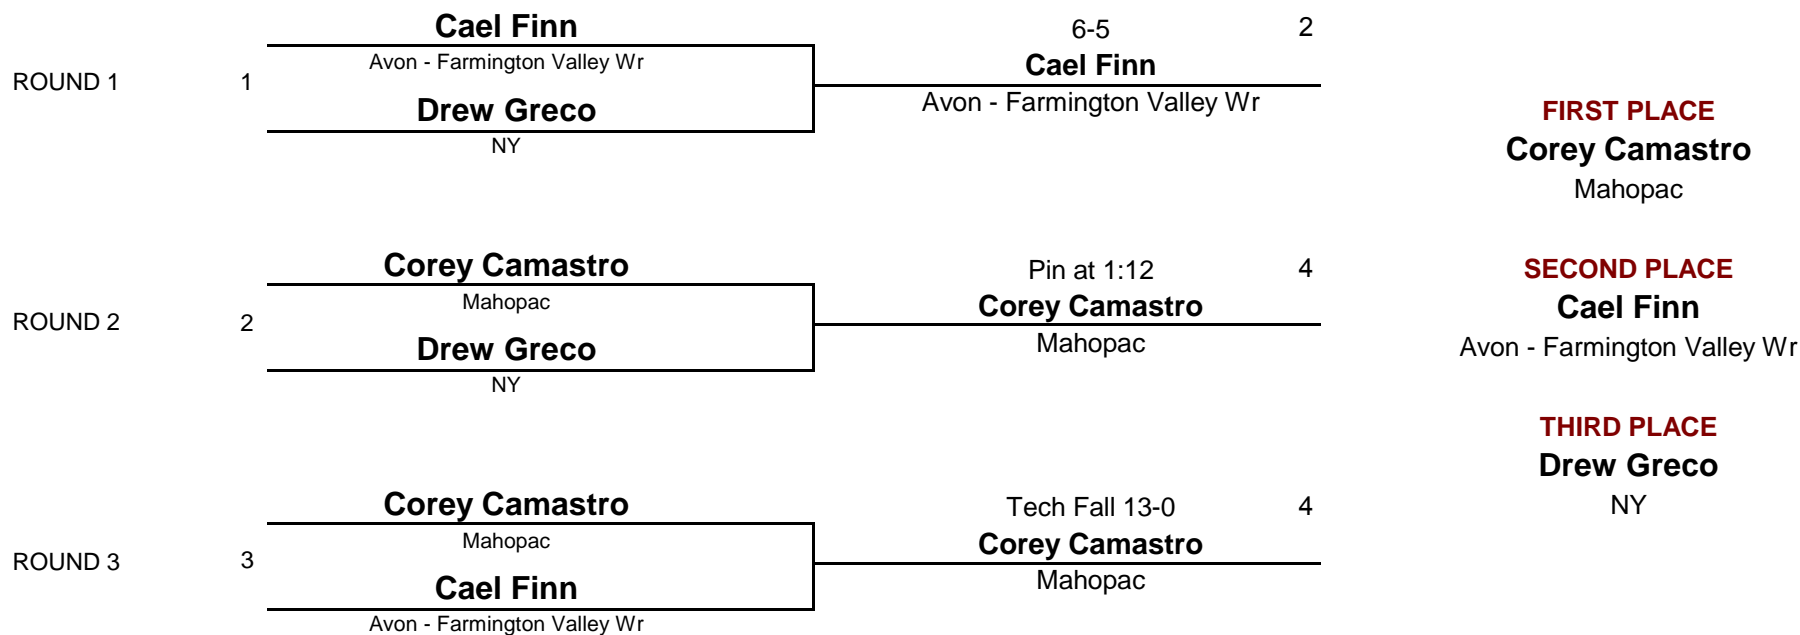 Cael Finn
Avon - Farmington Valley Wr
ROUND 1
1
Drew Greco
NY
6-5
2
Cael Finn
Avon - Farmington Valley Wr
Corey Camastro
Mahopac
ROUND 2
2
Drew Greco
NY
Pin at 1:12
4
Corey Camastro
Mahopac
Corey Camastro
Mahopac
ROUND 3
3
Cael Finn
Avon - Farmington Valley Wr
Tech Fall 13-0
4
Corey Camastro
Mahopac
FIRST PLACE
Corey Camastro
Mahopac
SECOND PLACE
Cael Finn
Avon - Farmington Valley Wr
THIRD PLACE
Drew Greco
NY